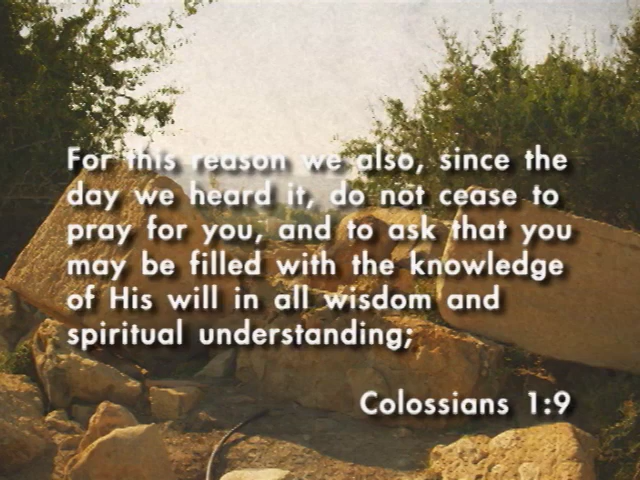 For this reason we also, since the
day we heard it, do not cease to
pray for you, and to ask that you
may be filled with the knowledge
of His will in all wisdom and
spiritual understanding;
Colossians 1:9